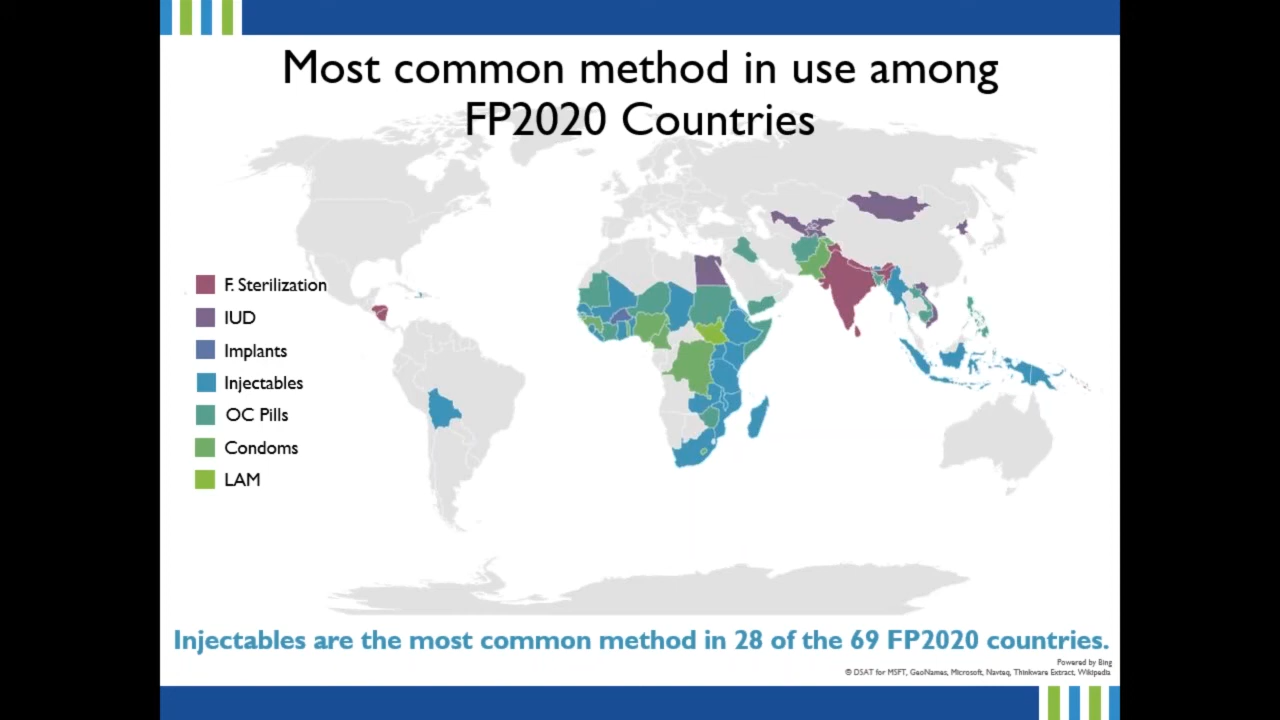 Most common method in use among
FP2020 Countries
F. Sterilization
IUD
Implants
Injectables
OC Pills
Condoms
LAM
Injectables are the most common method in 28 of the 69 FP2020 countries.
Powered by Bing
© DSAT for MSFT, GeoNames, Microsoft, Navteq, Thinkware Extract, Wikipedia